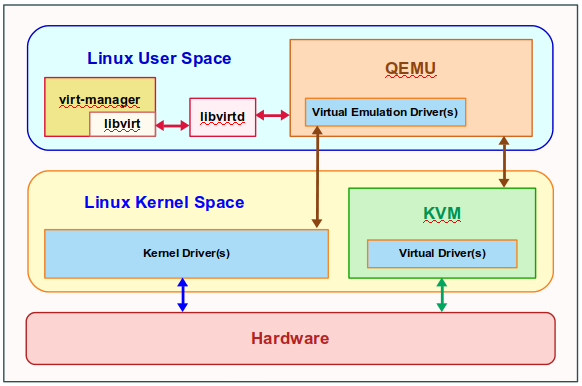 Linux User Space
QEMU
virt-manager
libvirt
libvirtd
Virtual Emulation Driver(s)
Linux Kernel Space
KVM
Kernel Driver(s)
Virtual Driver(s)
Hardware